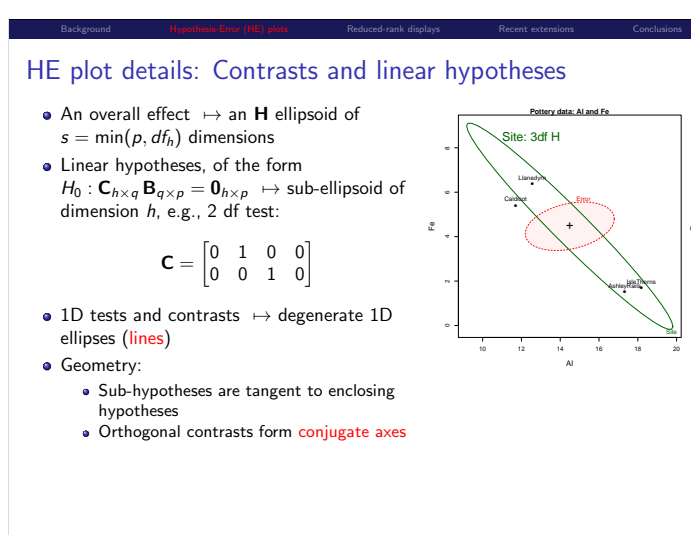 Background Hypothesis-Error (HE) plots Reduced-rank displays Recent extensions Conclusions
HE plot details: Contrasts and linear hypotheses
An overall effect ↦ an H ellipsoid of
s = min(p, df_h) dimensions
Linear hypotheses, of the form
H_0 : C_{h×q} B_{q×p} = 0_{h×p} ↦ sub-ellipsoid of
dimension h, e.g., 2 df test:
C = [0 1 0 0
0 0 1 0]
1D tests and contrasts ↦ degenerate 1D
ellipses (lines)
Geometry:
Sub-hypotheses are tangent to enclosing
hypotheses
Orthogonal contrasts form conjugate axes
Pottery data: Al and Fe
Site: 3df H
Llanedyrn
Caldicot
Error
+
IsleThorns
AshleyRails
Site
Fe
0 2 4 6 8
10 12 14 16 18 20
Al